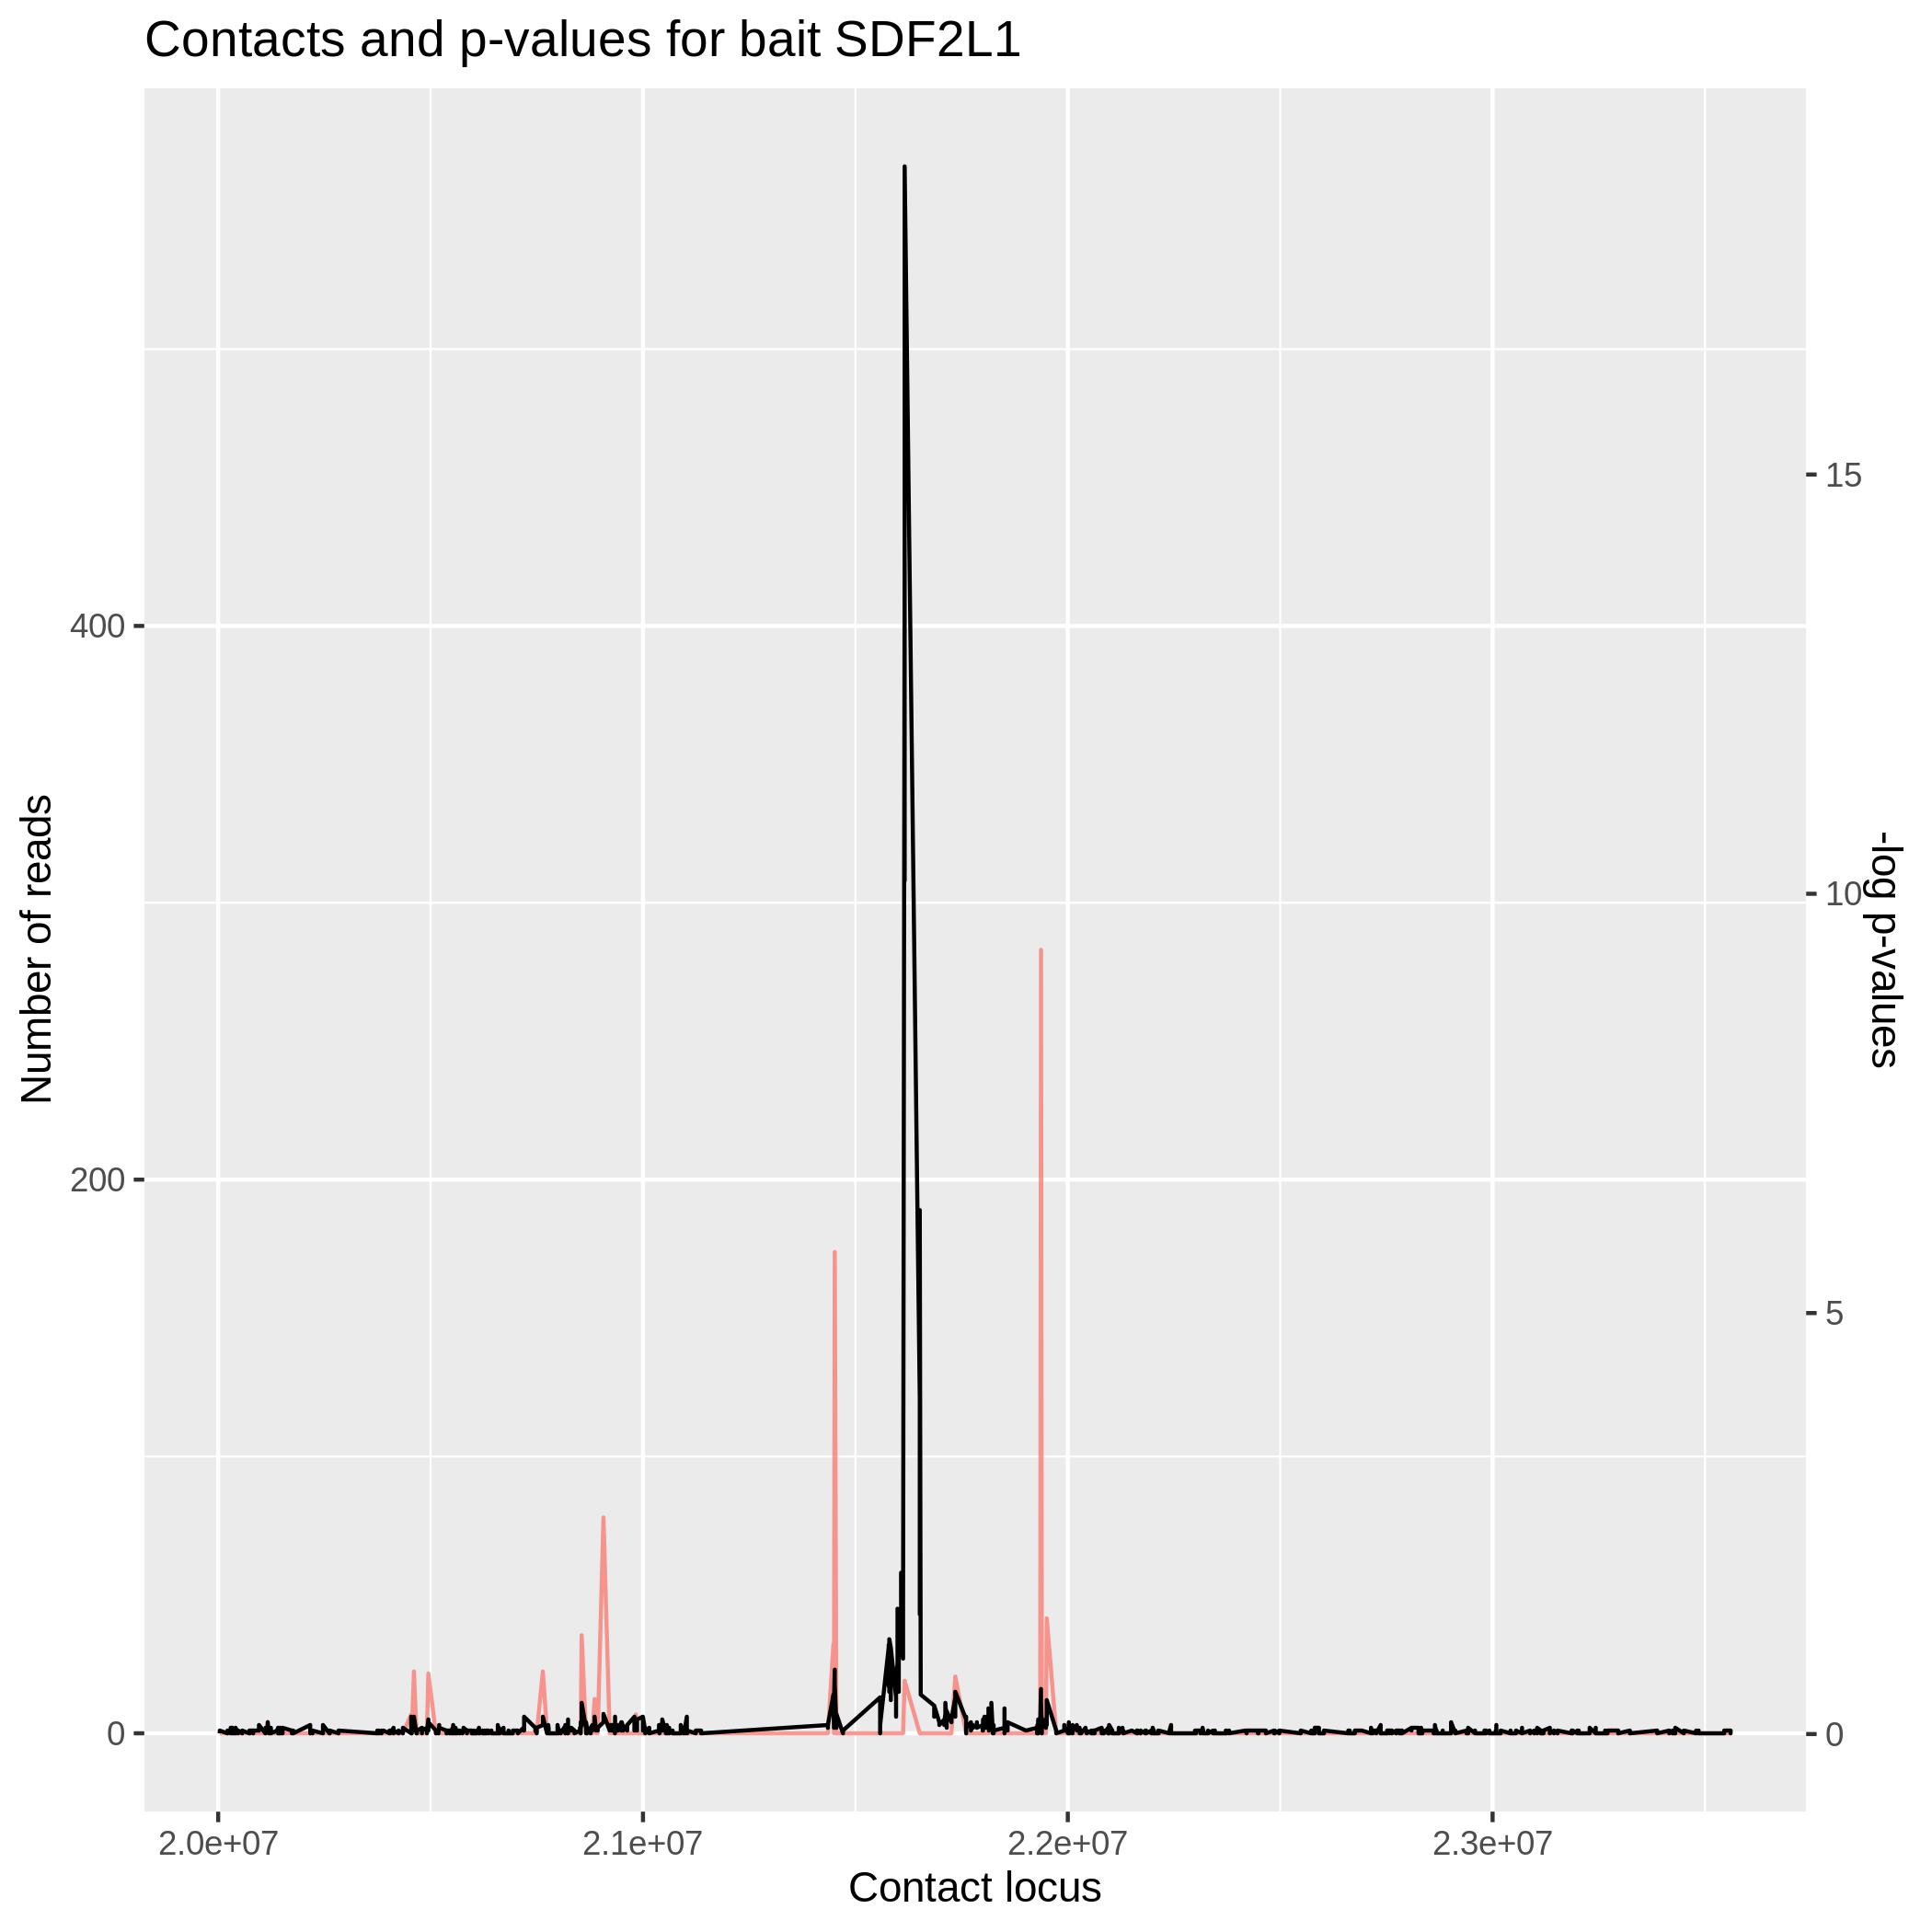 Contacts and p-values for bait SDF2L1
Number of reads
400
200
0
15
10
5
0
-log p-values
2.0e+07
2.1e+07
2.2e+07
2.3e+07
Contact locus